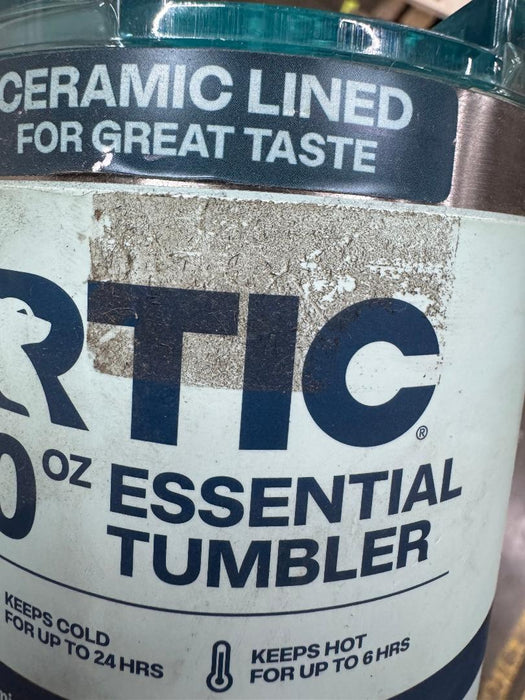 CERAMIC LINED
FOR GREAT TASTE
RTIC®
0 OZ ESSENTIAL
TUMBLER
KEEPS COLD
FOR UP TO 24 HRS
KEEPS HOT
FOR UP TO 6 HRS